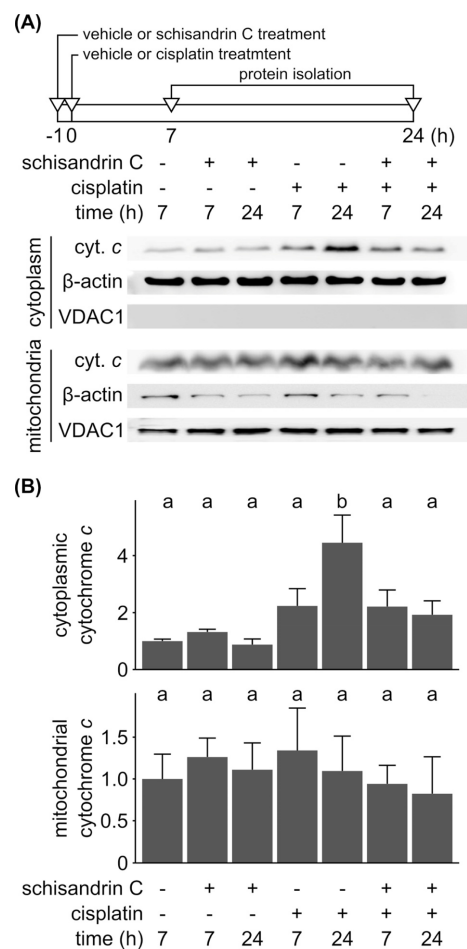 (A)
vehicle or schisandrin C treatment
vehicle or cisplatin treatmtent
protein isolation
-1 0 7 24 (h)
schisandrin C - + + - - + +
cisplatin - - - + + + +
time (h) 7 7 24 7 24 7 24
cytoplasm
cyt. c
β-actin
VDAC1
mitochondria
cyt. c
β-actin
VDAC1
(B)
a a a a b a a
cytoplasmic
cytochrome c
4
2
0
a a a a a a a
mitochondrial
cytochrome c
1.5
1.0
0.5
0
schisandrin C - + + - - + +
cisplatin - - - + + + +
time (h) 7 7 24 7 24 7 24